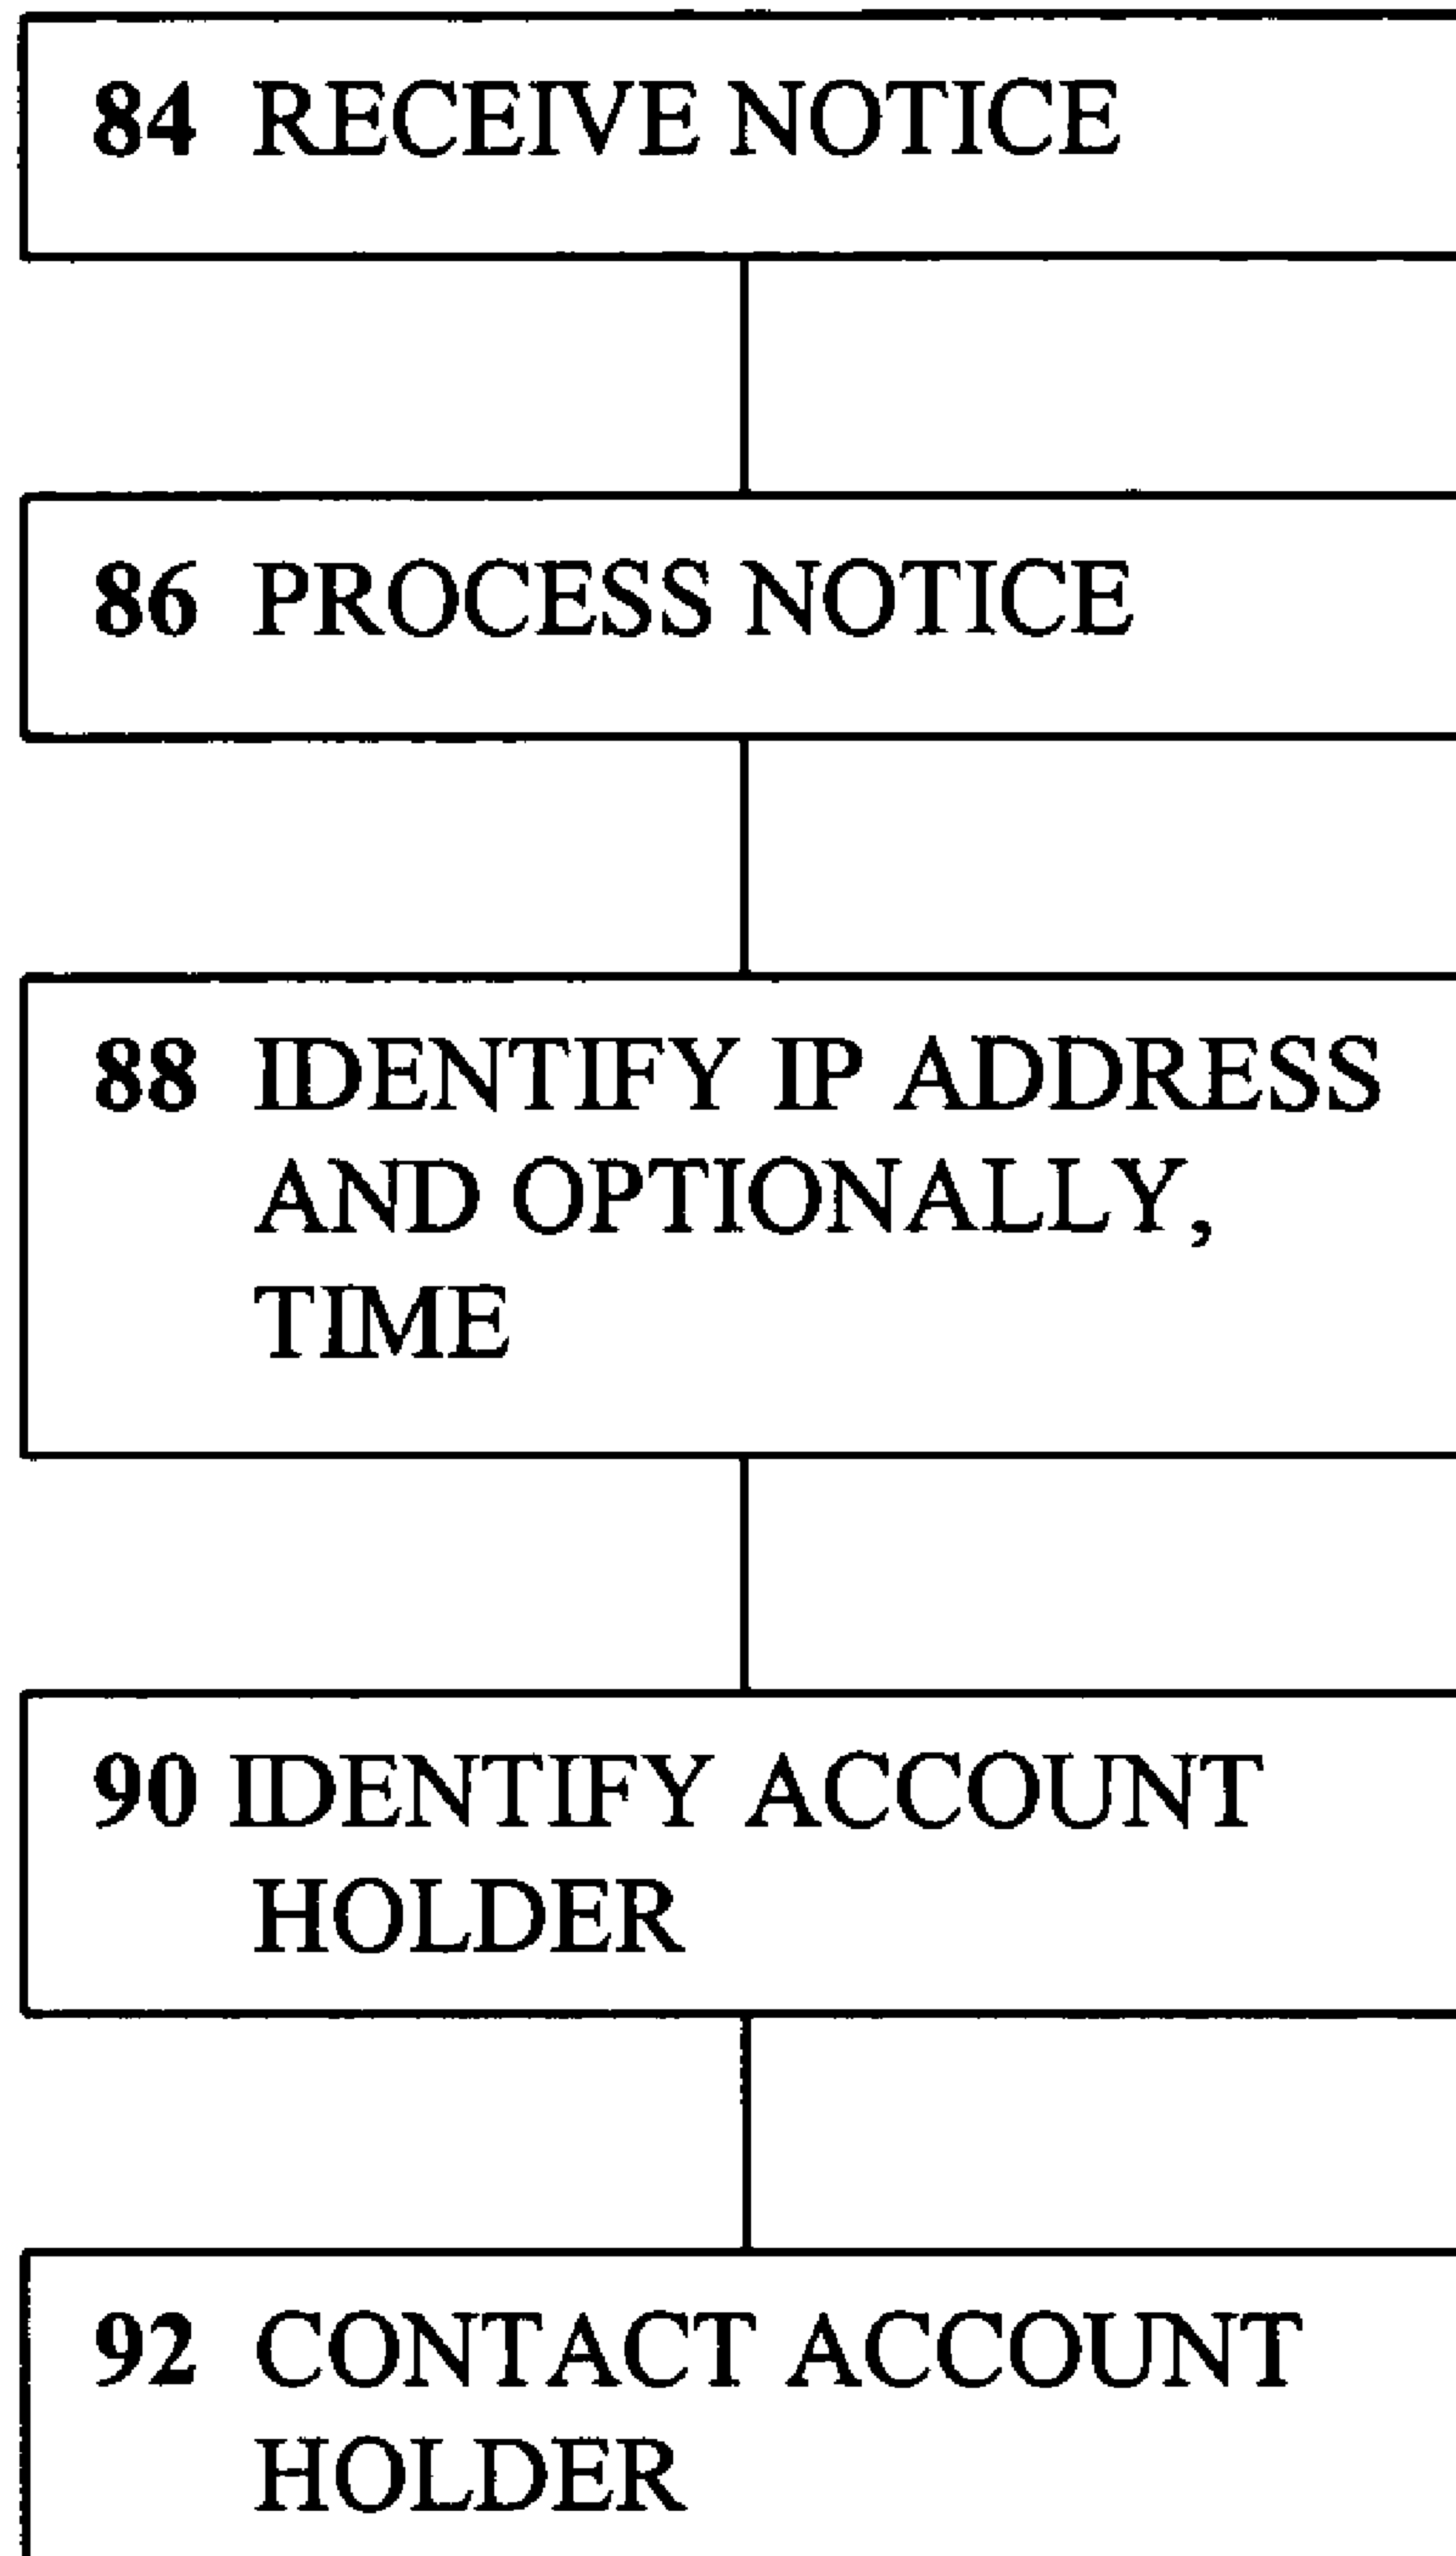 84 RECEIVE NOTICE
86 PROCESS NOTICE
88 IDENTIFY IP ADDRESS
AND OPTIONALLY,
TIME
90 IDENTIFY ACCOUNT
HOLDER
92 CONTACT ACCOUNT
HOLDER